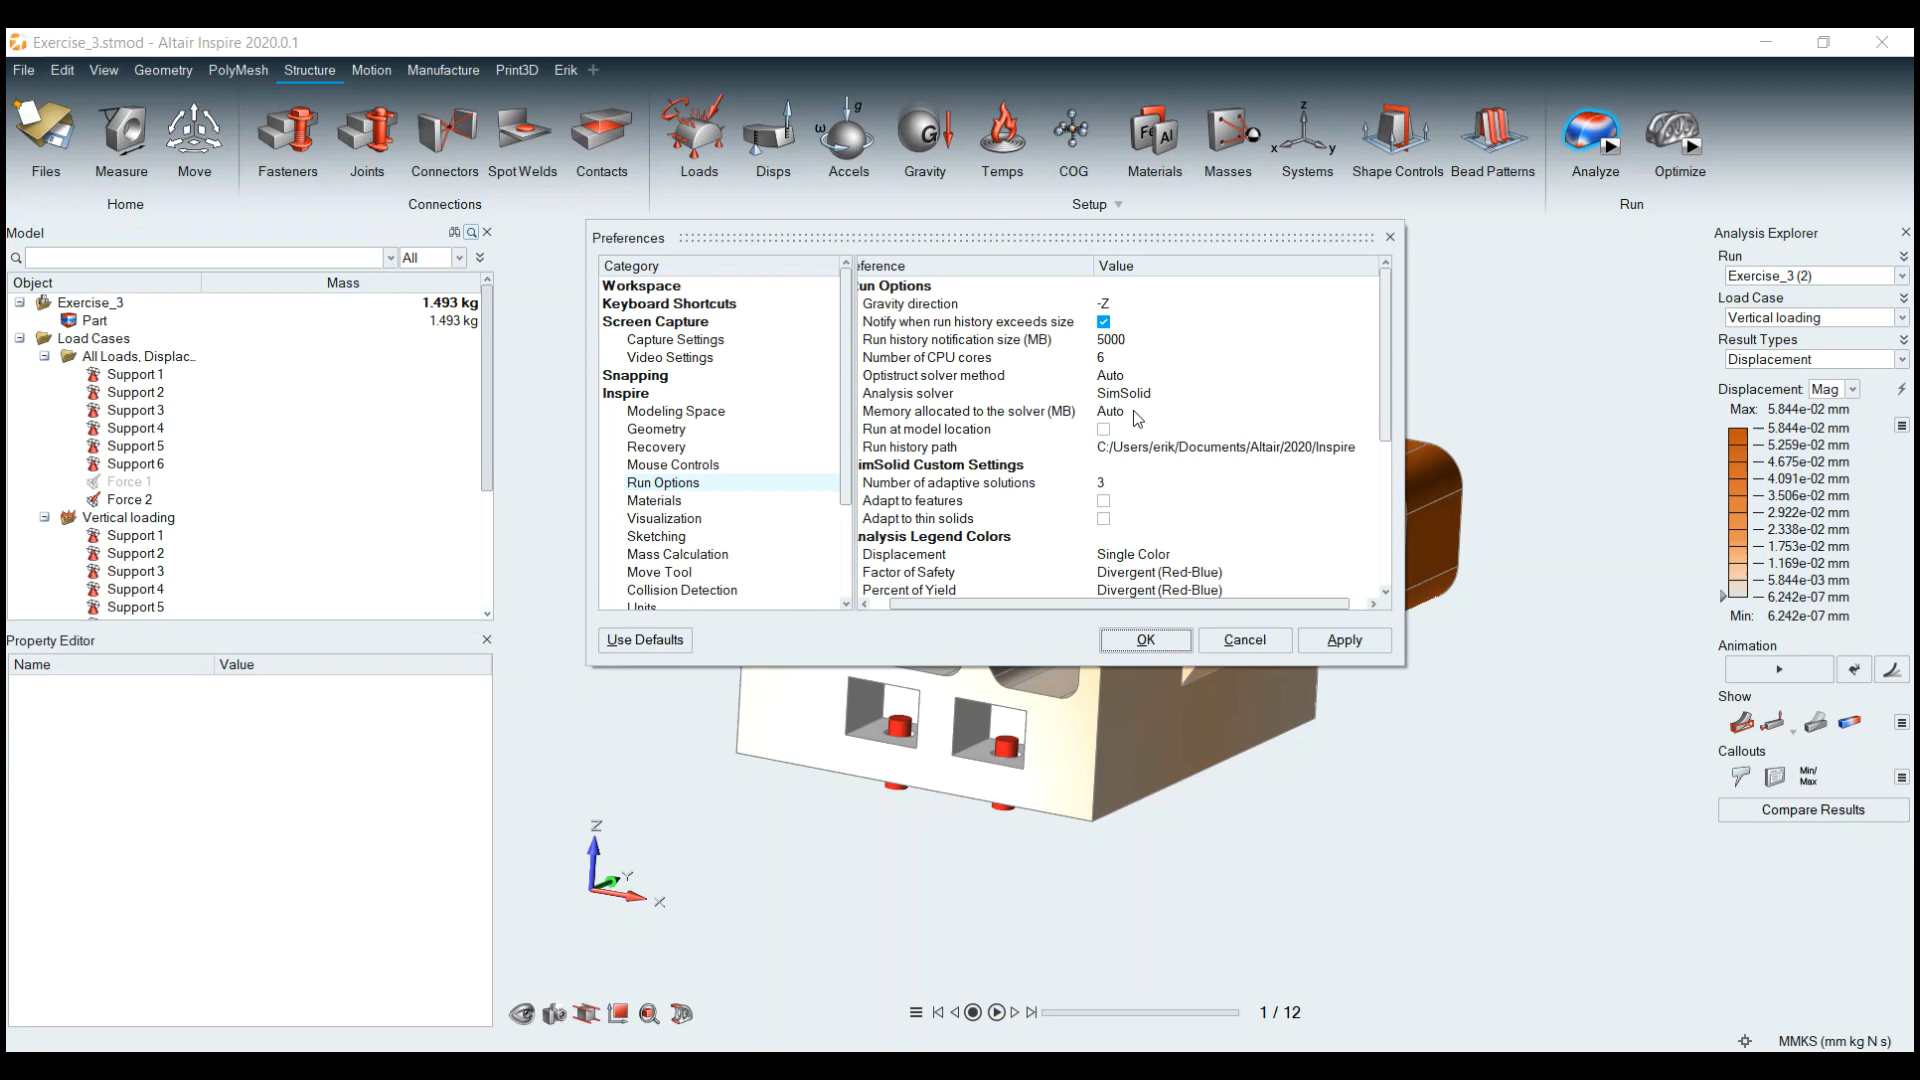 Exercise_3.stmod - Altair Inspire 2020.0.1
File Edit View Geometry PolyMesh Structure Motion Manufacture Print3D Erik
Files Measure Move Fasteners Joints Connectors Spot Welds Contacts Loads Disps Accels Gravity Temps COG Materials Masses Systems Shape Controls Bead Patterns Analyze Optimize
Home Connections Setup Run
Model
All
Object Mass
Exercise_3 1.493 kg
Part 1.493 kg
Load Cases
All Loads, Displac...
Support 1
Support 2
Support 3
Support 4
Support 5
Support 6
Force 1
Force 2
Vertical loading
Support 1
Support 2
Support 3
Support 4
Support 5
Property Editor
Name Value
Preferences
Category
Workspace
Keyboard Shortcuts
Screen Capture
Capture Settings
Video Settings
Snapping
Inspire
Modeling Space
Geometry
Recovery
Mouse Controls
Run Options
Materials
Visualization
Sketching
Mass Calculation
Move Tool
Collision Detection
Units
eference Value
un Options
Gravity direction -Z
Notify when run history exceeds size
Run history notification size (MB) 5000
Number of CPU cores 6
Optistruct solver method Auto
Analysis solver SimSolid
Memory allocated to the solver (MB) Auto
Run at model location
Run history path C:/Users/erik/Documents/Altair/2020/Inspire
imSolid Custom Settings
Number of adaptive solutions 3
Adapt to features
Adapt to thin solids
nalysis Legend Colors
Displacement Single Color
Factor of Safety Divergent (Red-Blue)
Percent of Yield Divergent (Red-Blue)
Use Defaults OK Cancel Apply
Z
Y
X
1 / 12
Analysis Explorer
Run
Exercise_3 (2)
Load Case
Vertical loading
Result Types
Displacement
Displacement: Mag
Max: 5.844e-02 mm
5.844e-02 mm
5.259e-02 mm
4.675e-02 mm
4.091e-02 mm
3.506e-02 mm
2.922e-02 mm
2.338e-02 mm
1.753e-02 mm
1.169e-02 mm
5.844e-03 mm
6.242e-07 mm
Min: 6.242e-07 mm
Animation
Show
Callouts
Min/
Max
Compare Results
MMKS (mm kg N s)